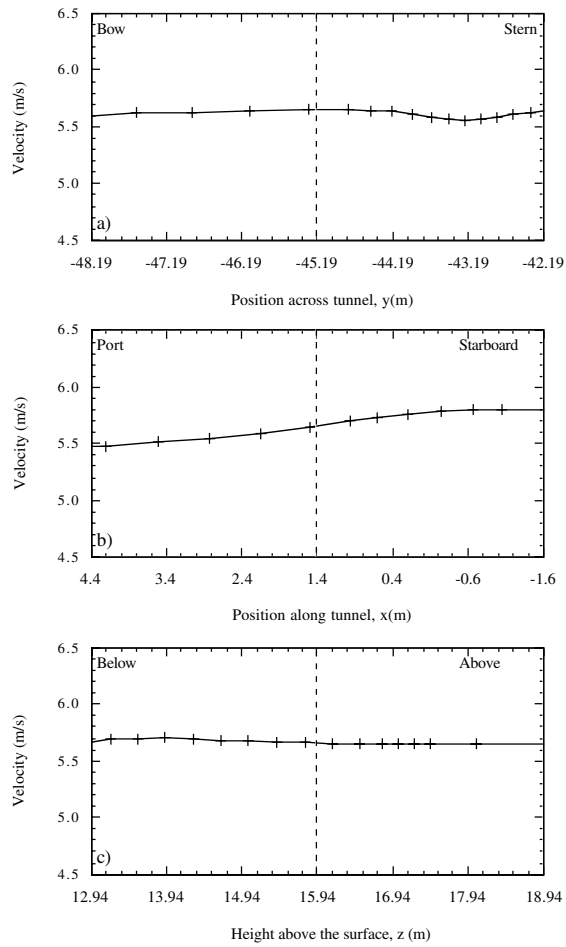 6.5
Bow Stern
6.0
5.5
5.0
a)
4.5
Velocity (m/s)
-48.19 -47.19 -46.19 -45.19 -44.19 -43.19 -42.19
Position across tunnel, y(m)
6.5
Port Starboard
6.0
5.5
5.0
b)
4.5
Velocity (m/s)
4.4 3.4 2.4 1.4 0.4 -0.6 -1.6
Position along tunnel, x(m)
6.5
Below Above
6.0
5.5
5.0
c)
4.5
Velocity (m/s)
12.94 13.94 14.94 15.94 16.94 17.94 18.94
Height above the surface, z (m)